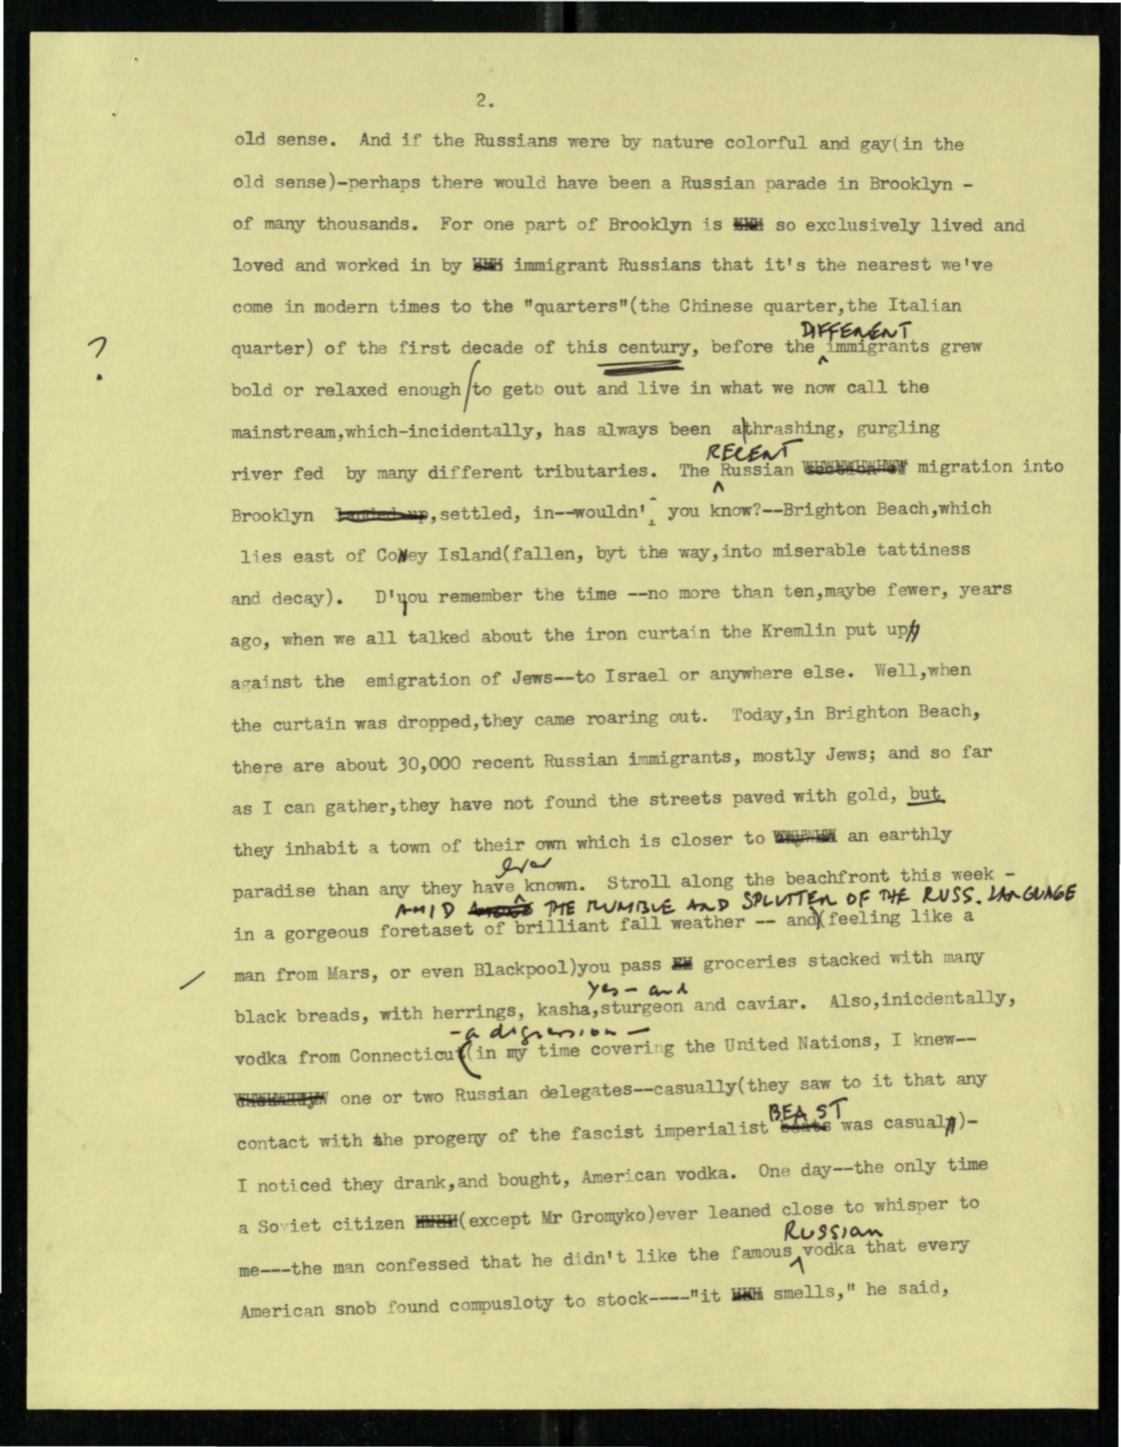 2.
old sense. And if the Russians were by nature colorful and gay(in the
old sense)-perhaps there would have been a Russian parade in Brooklyn -
of many thousands. For one part of Brooklyn is so exclusively lived and
loved and worked in by immigrant Russians that it's the nearest we've
come in modern times to the "quarters"(the Chinese quarter,the Italian
DIFFERENT
? quarter) of the first decade of this century, before the immigrants grew
bold or relaxed enough to getb out and live in what we now call the
mainstream,which-incidentally, has always been a thrashing, gurgling
RECENT
river fed by many different tributaries. The Russian migration into
Brooklyn landed up,settled, in--wouldn't you know?--Brighton Beach,which
lies east of Coney Island(fallen, byt the way,into miserable tattiness
and decay). D'you remember the time --no more than ten,maybe fewer, years
ago, when we all talked about the iron curtain the Kremlin put up
against the emigration of Jews--to Israel or anywhere else. Well,when
the curtain was dropped,they came roaring out. Today,in Brighton Beach,
there are about 30,000 recent Russian immigrants, mostly Jews; and so far
as I can gather,they have not found the streets paved with gold, but
they inhabit a town of their own which is closer to an earthly
ever
paradise than any they have known. Stroll along the beachfront this week -
AMID THE RUMBLE AND SPLUTTER OF THE RUSS. LANGUAGE
in a gorgeous foretaset of brilliant fall weather -- and(feeling like a
man from Mars, or even Blackpool)you pass groceries stacked with many
yes - and
black breads, with herrings, kasha,sturgeon and caviar. Also,inicdentally,
- a digression -
vodka from Connecticut(in my time covering the United Nations, I knew--
one or two Russian delegates--casually(they saw to it that any
BEAST
contact with the progeny of the fascist imperialist was casual)-
I noticed they drank,and bought, American vodka. One day--the only time
a Soviet citizen (except Mr Gromyko)ever leaned close to whisper to
Russian
me---the man confessed that he didn't like the famous vodka that every
American snob found compusloty to stock----"it smells," he said,